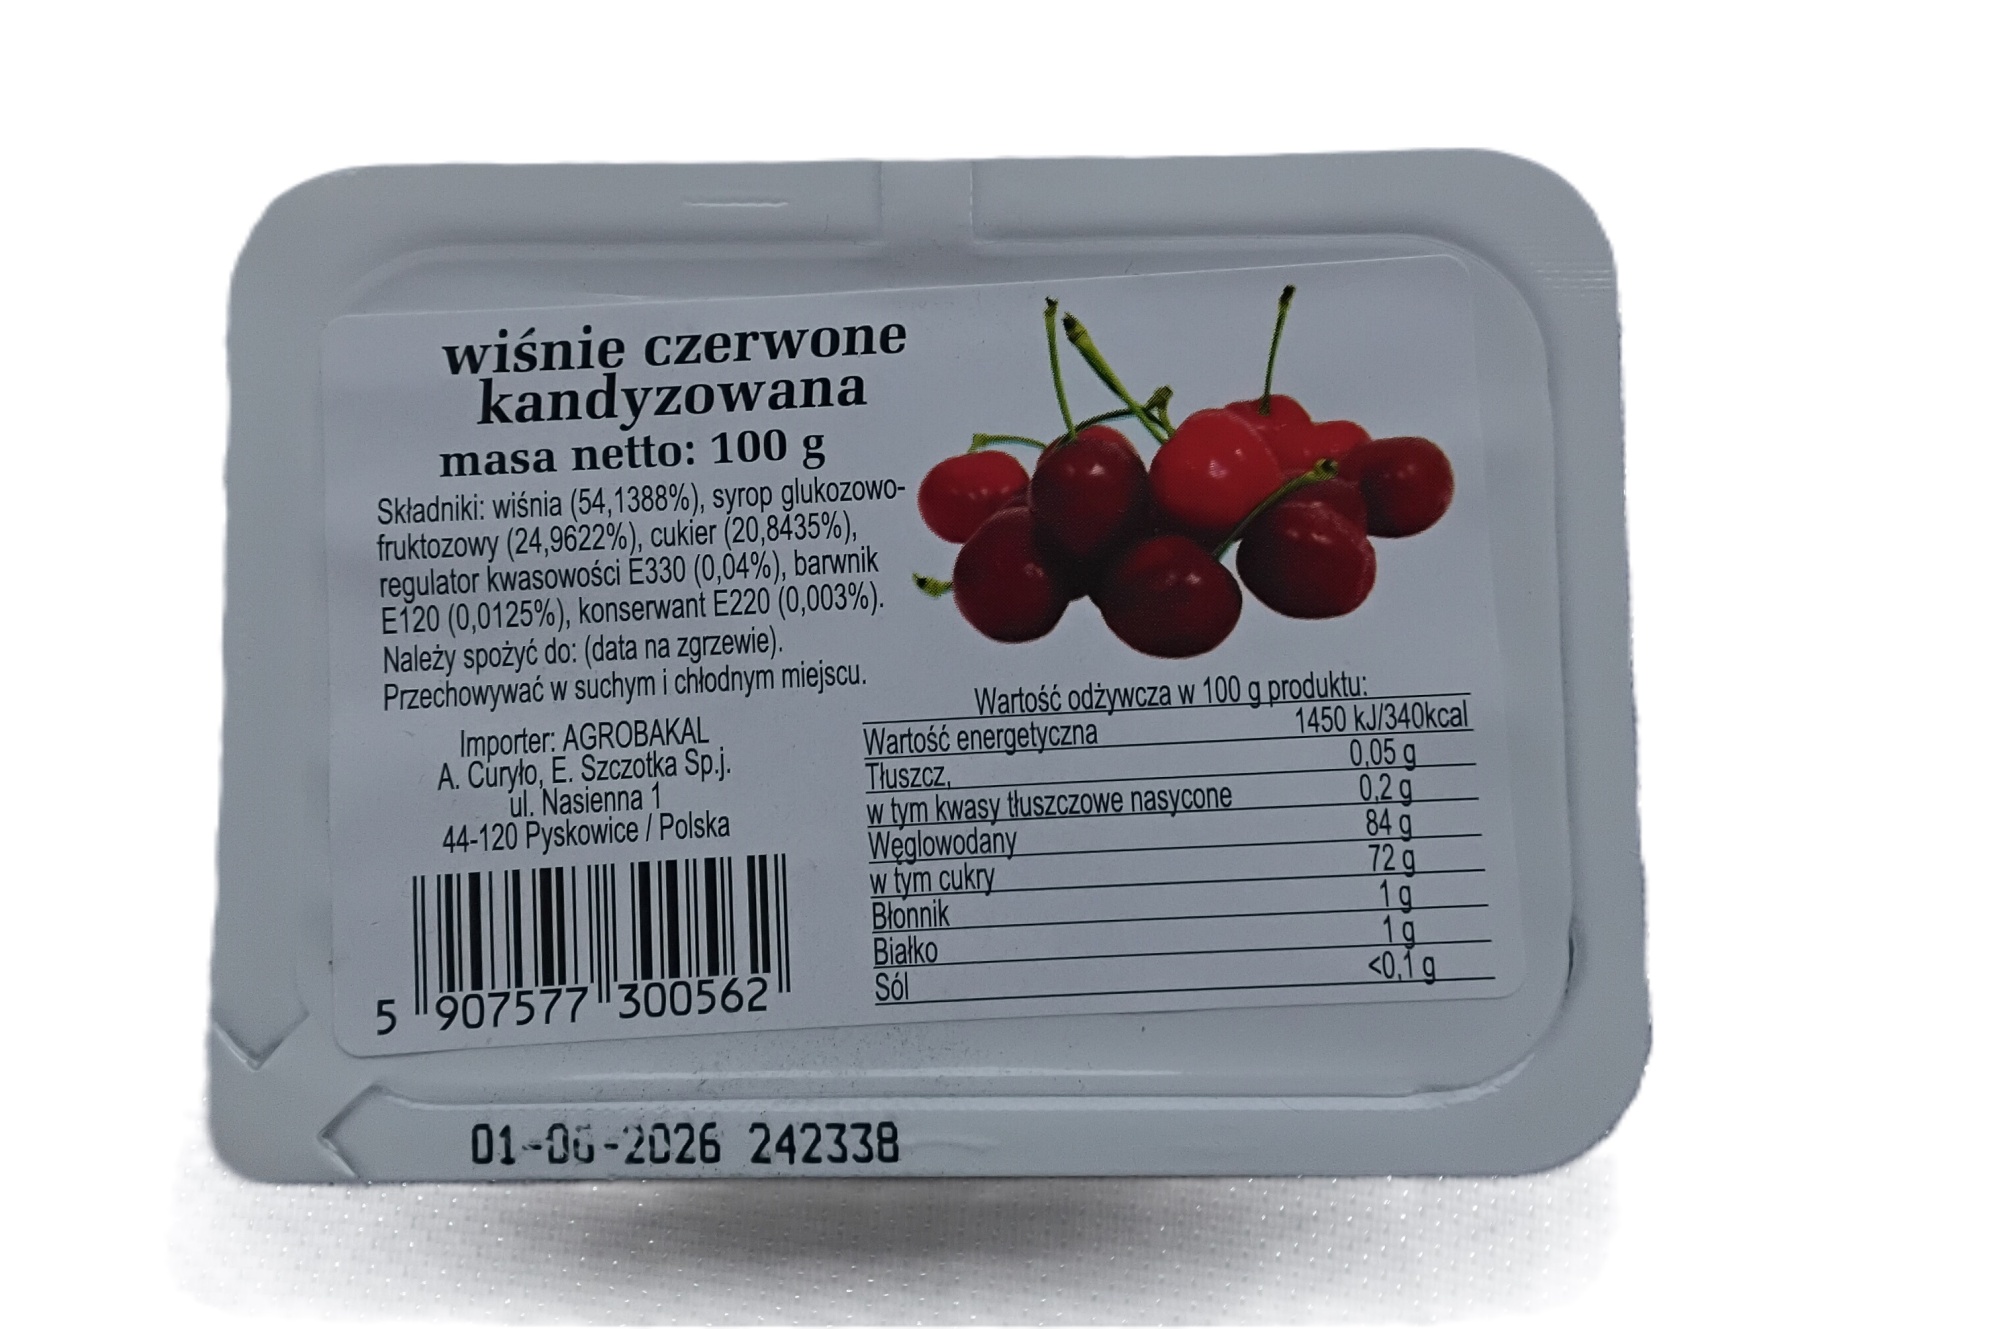 wiśnie czerwone
kandyzowana
masa netto: 100 g
Składniki: wiśnia (54,1388%), syrop glukozowo-
fruktozowy (24,9622%), cukier (20,8435%),
regulator kwasowości E330 (0,04%), barwnik
E120 (0,0125%), konserwant E220 (0,003%).
Należy spożyć do: (data na zgrzewie).
Przechowywać w suchym i chłodnym miejscu.
Importer: AGROBAKAL
A. Curyło, E. Szczotka Sp.j.
ul. Nasienna 1
44-120 Pyskowice / Polska
5 907577 300562
Wartość odżywcza w 100 g produktu:
Wartość energetyczna 1450 kJ/340kcal
Tłuszcz, 0,05 g
w tym kwasy tłuszczowe nasycone 0,2 g
Węglowodany 84 g
w tym cukry 72 g
Błonnik 1 g
Białko 1 g
Sól <0,1 g
01-06-2026 242338